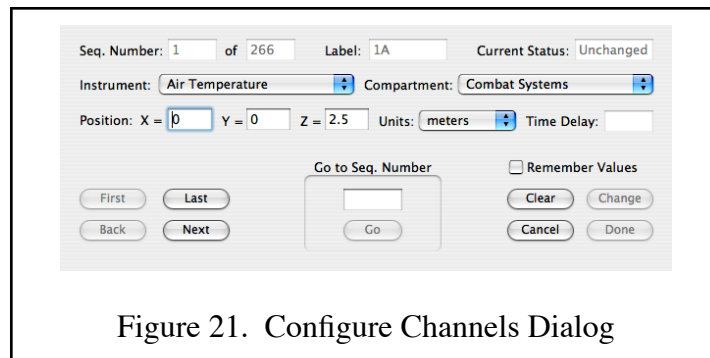 Seq. Number: 1 of 266 Label: 1A Current Status: Unchanged
Instrument: Air Temperature Compartment: Combat Systems
Position: X = 0 Y = 0 Z = 2.5 Units: meters Time Delay:
Go to Seq. Number Remember Values
First Last Clear Change
Back Next Go Cancel Done
Figure 21. Configure Channels Dialog